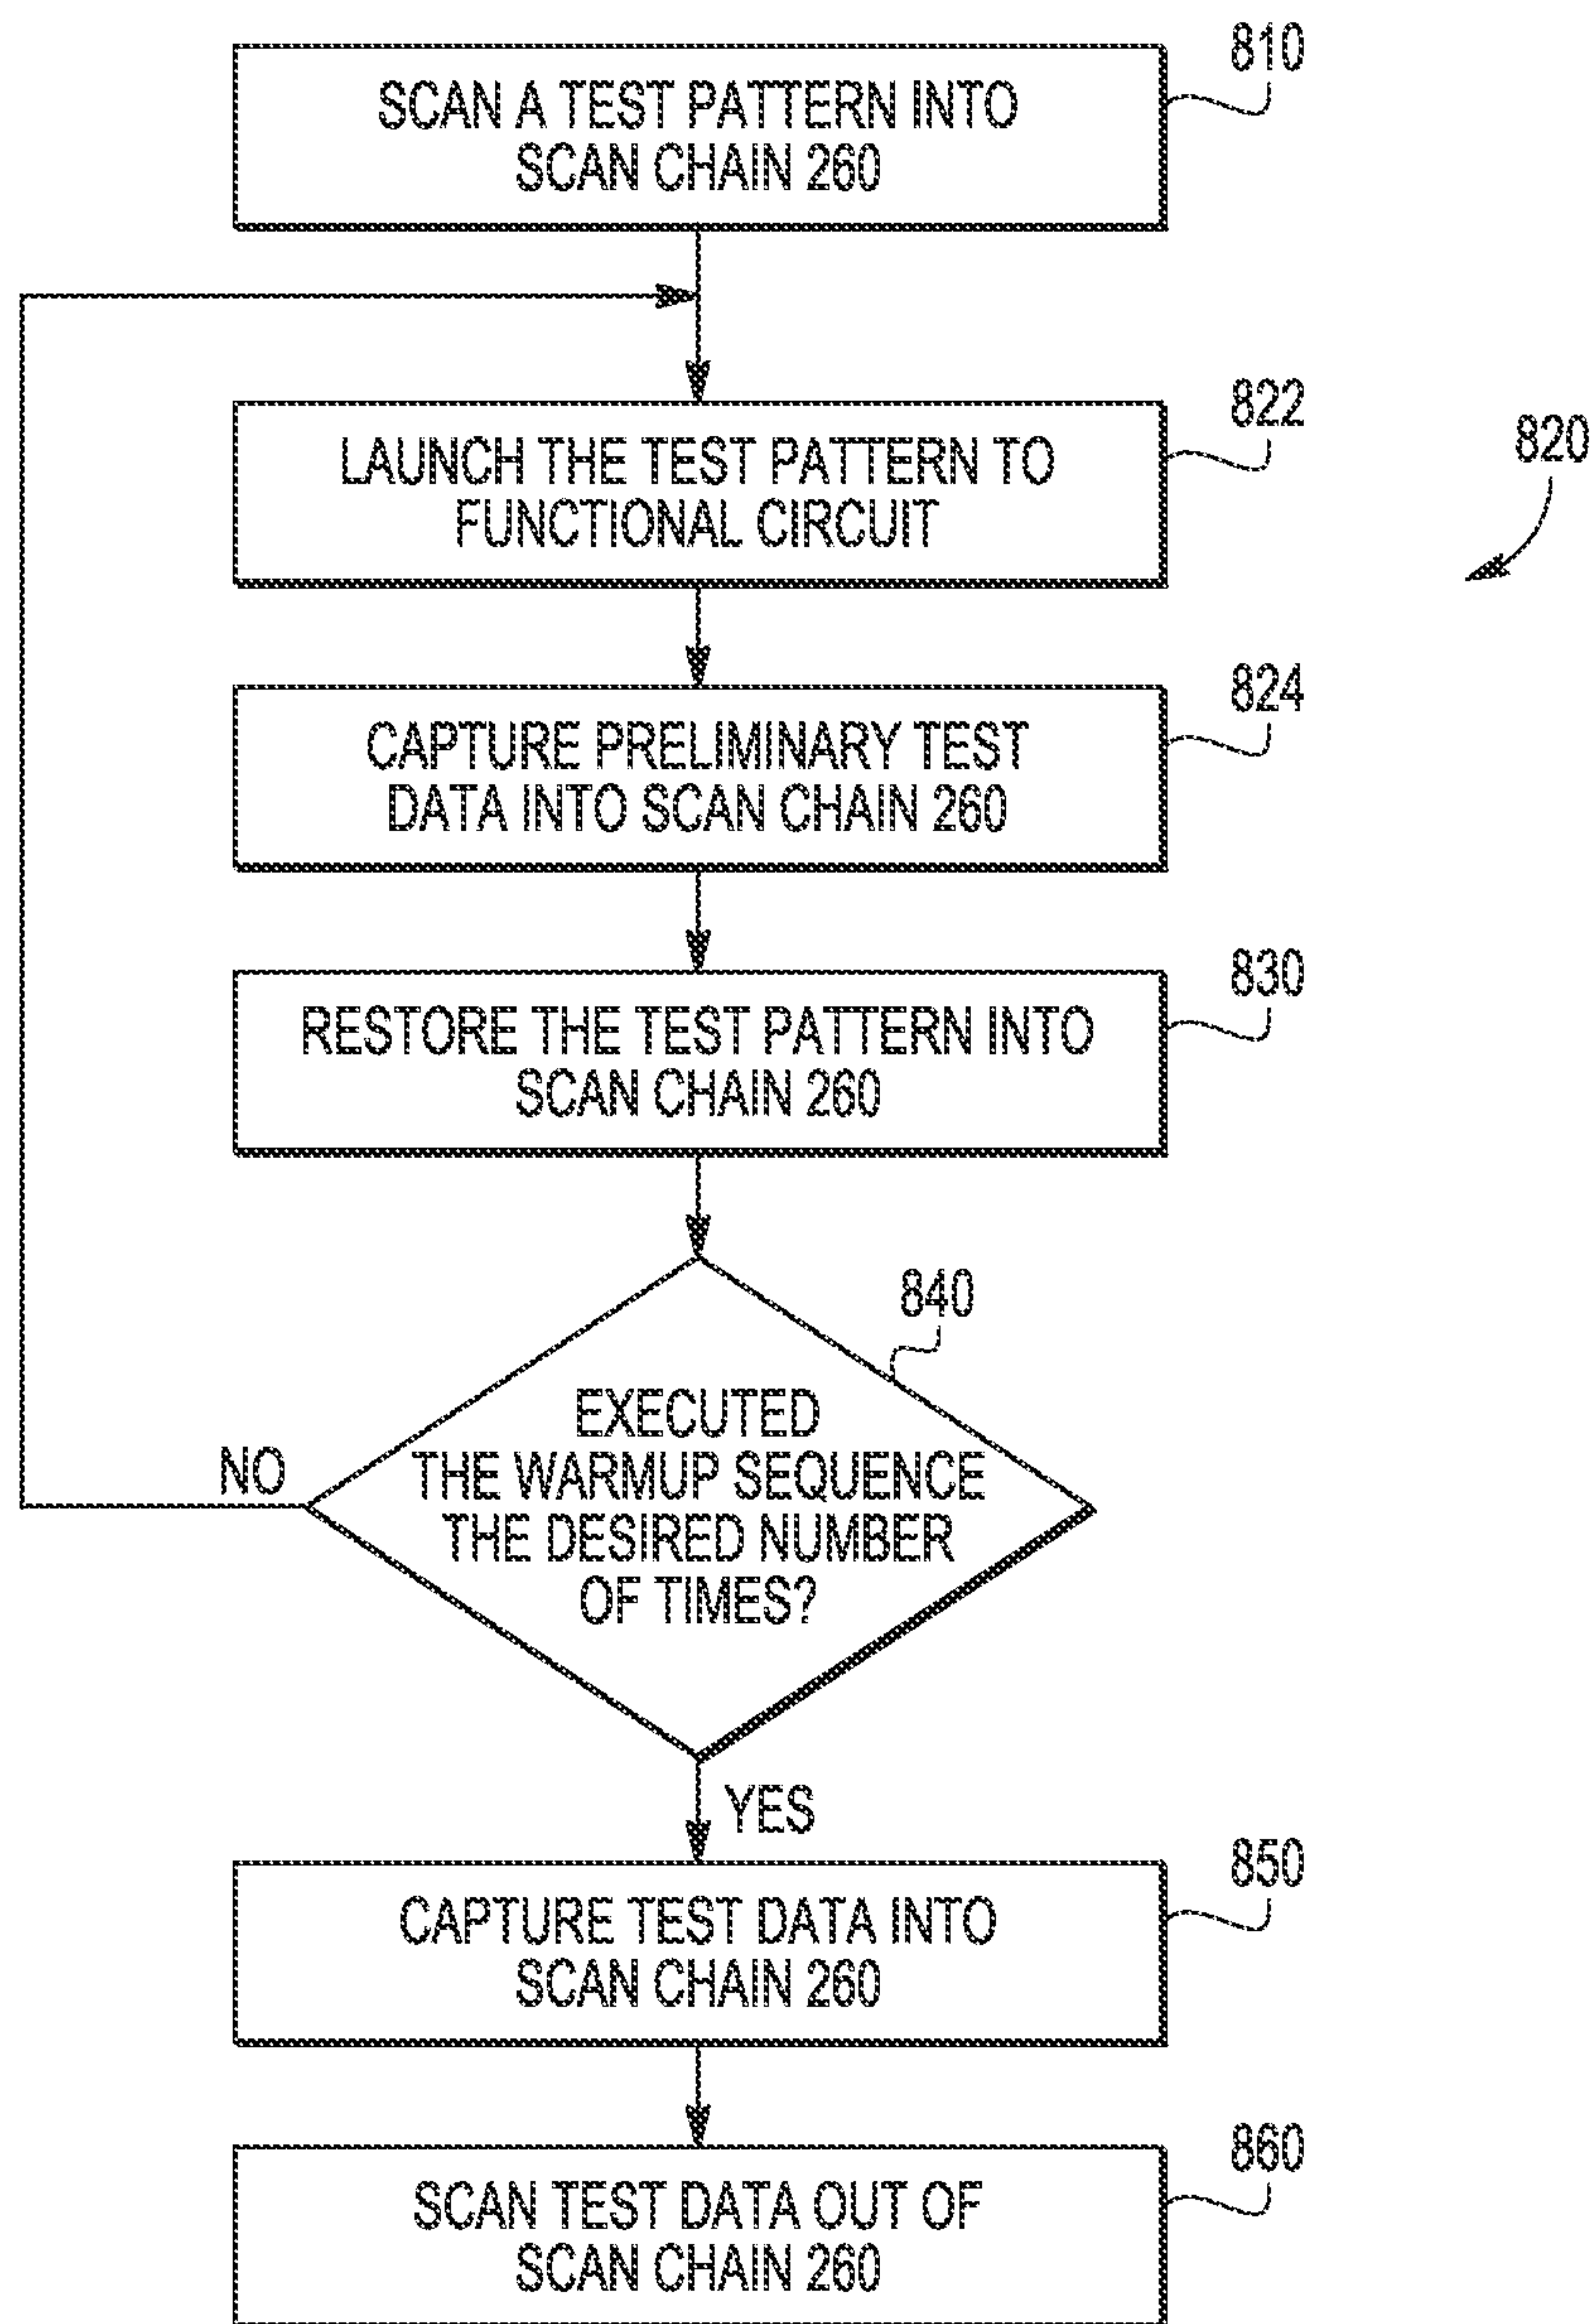 810
SCAN A TEST PATTERN INTO
SCAN CHAIN 260
822
820
LAUNCH THE TEST PATTERN TO
FUNCTIONAL CIRCUIT
824
CAPTURE PRELIMINARY TEST
DATA INTO SCAN CHAIN 260
830
RESTORE THE TEST PATTERN INTO
SCAN CHAIN 260
840
EXECUTED
THE WARMUP SEQUENCE
THE DESIRED NUMBER
OF TIMES?
NO
YES
850
CAPTURE TEST DATA INTO
SCAN CHAIN 260
860
SCAN TEST DATA OUT OF
SCAN CHAIN 260